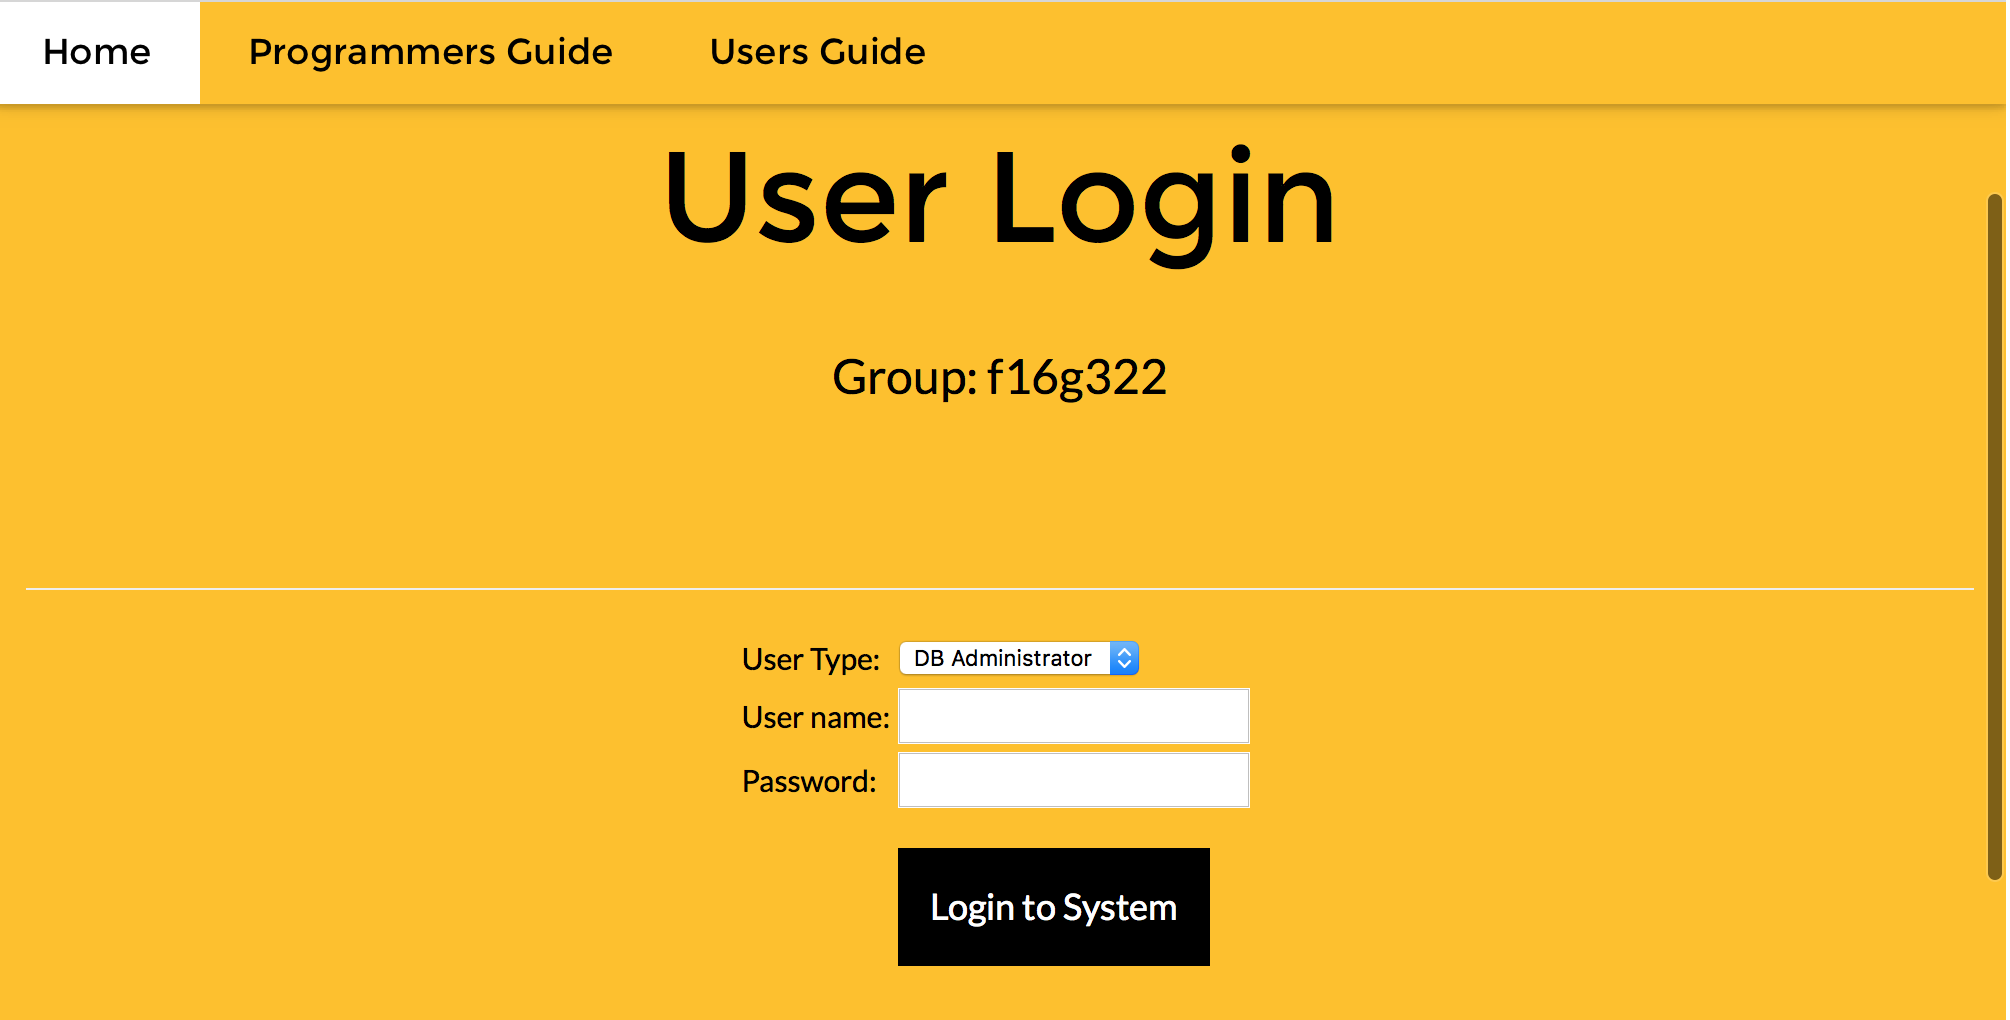 Home Programmers Guide Users Guide
User Login
Group: f16g322
User Type: DB Administrator
User name:
Password:
Login to System